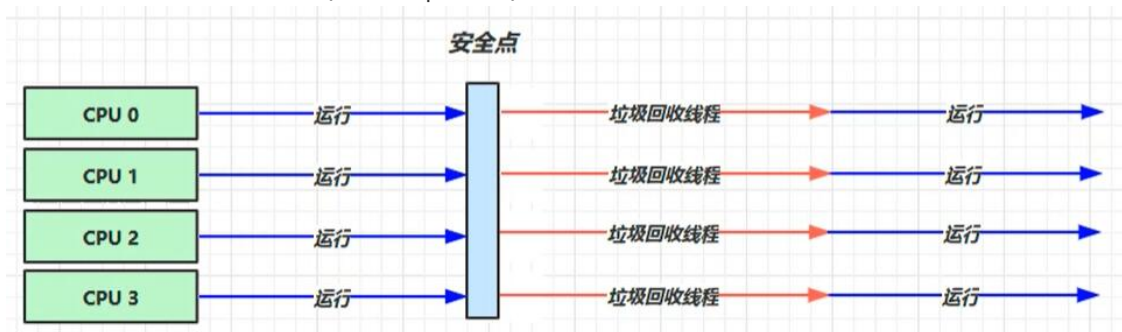 安全点
CPU 0 运行 垃圾回收线程 运行
CPU 1 运行 垃圾回收线程 运行
CPU 2 运行 垃圾回收线程 运行
CPU 3 运行 垃圾回收线程 运行